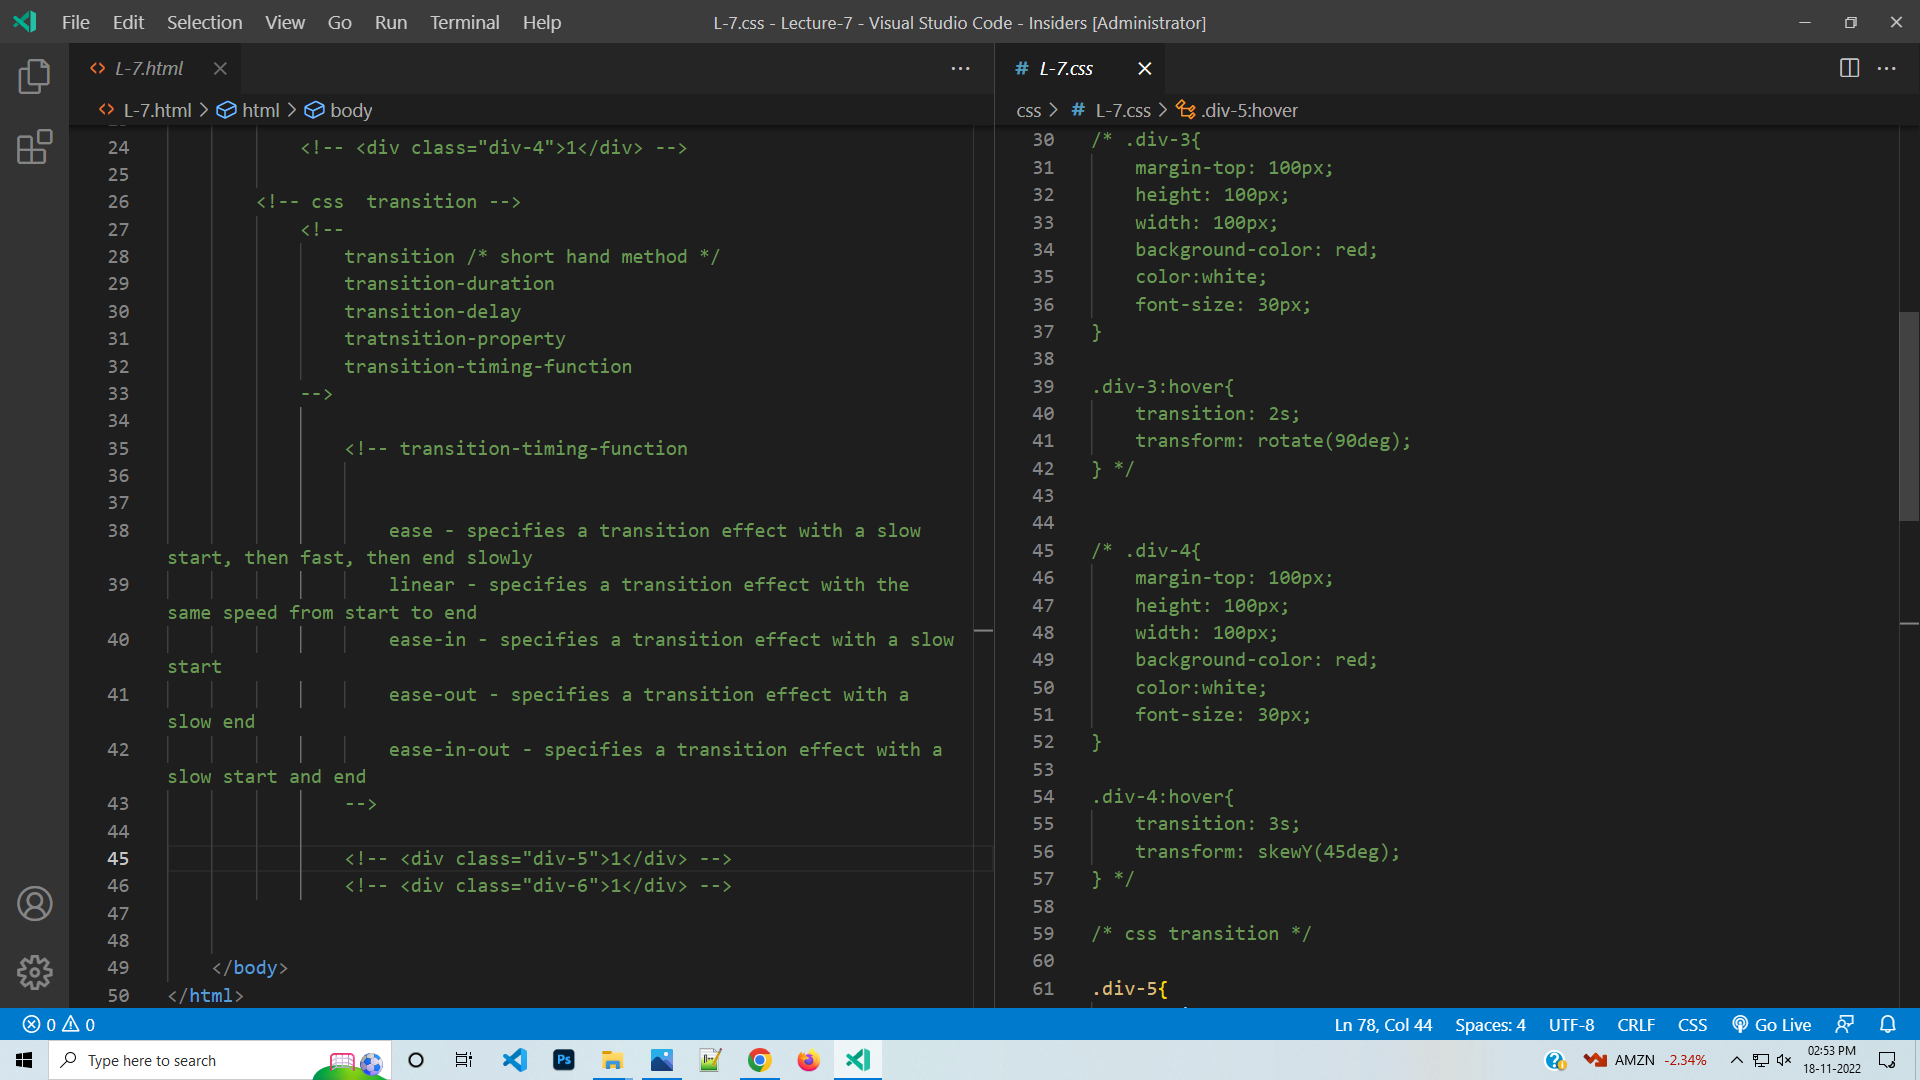 File Edit Selection View Go Run Terminal Help
L-7.css - Lecture-7 - Visual Studio Code - Insiders [Administrator]
L-7.html
L-7.html > html > body
24 <!-- <div class="div-4">1</div> -->
25
26 <!-- css  transition -->
27 <!--
28 transition /* short hand method */
29 transition-duration
30 transition-delay
31 tratnsition-property
32 transition-timing-function
33 -->
34
35 <!-- transition-timing-function
36
37
38 ease - specifies a transition effect with a slow
start, then fast, then end slowly
39 linear - specifies a transition effect with the
same speed from start to end
40 ease-in - specifies a transition effect with a slow
start
41 ease-out - specifies a transition effect with a
slow end
42 ease-in-out - specifies a transition effect with a
slow start and end
43 -->
44
45 <!-- <div class="div-5">1</div> -->
46 <!-- <div class="div-6">1</div> -->
47
48
49 </body>
50 </html>
# L-7.css
css > # L-7.css > .div-5:hover
30 /* .div-3{
31 margin-top: 100px;
32 height: 100px;
33 width: 100px;
34 background-color: red;
35 color:white;
36 font-size: 30px;
37 }
38
39 .div-3:hover{
40 transition: 2s;
41 transform: rotate(90deg);
42 } */
43
44
45 /* .div-4{
46 margin-top: 100px;
47 height: 100px;
48 width: 100px;
49 background-color: red;
50 color:white;
51 font-size: 30px;
52 }
53
54 .div-4:hover{
55 transition: 3s;
56 transform: skewY(45deg);
57 } */
58
59 /* css transition */
60
61 .div-5{
0 0
Ln 78, Col 44 Spaces: 4 UTF-8 CRLF CSS Go Live
Type here to search
Ps
AMZN -2.34%
02:53 PM
18-11-2022